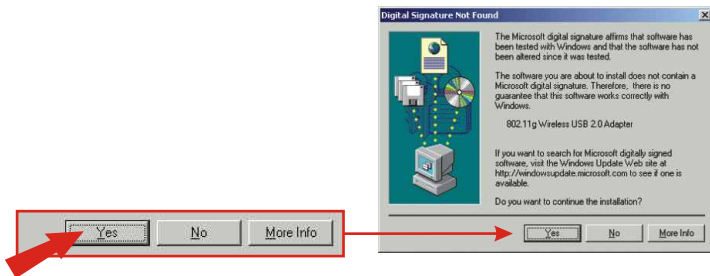 Digital Signature Not Found
The Microsoft digital signature affirms that software has
been tested with Windows and that the software has not
been altered since it was tested.
The software you are about to install does not contain a
Microsoft digital signature. Therefore, there is no
guarantee that this software works correctly with
Windows.
802.11g Wireless USB 2.0 Adapter
If you want to search for Microsoft digitally signed
software, visit the Windows Update Web site at
http://windowsupdate.microsoft.com to see if one is
available.
Do you want to continue the installation?
Yes No More Info
Yes No More Info